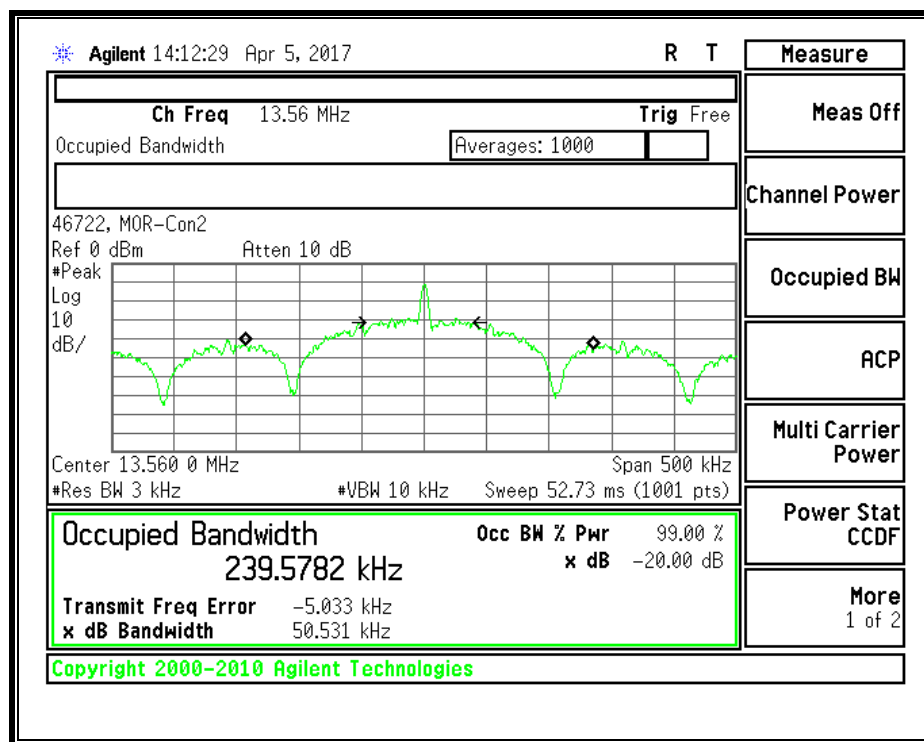 Agilent 14:12:29 Apr 5, 2017 R T
Measure
Ch Freq 13.56 MHz Trig Free
Meas Off
Occupied Bandwidth Averages: 1000
Channel Power
46722, MOR-Con2
Ref 0 dBm Atten 10 dB
#Peak
Log
10
dB/
Occupied BW
ACP
Multi Carrier
Power
Center 13.560 0 MHz Span 500 kHz
#Res BW 3 kHz #VBW 10 kHz Sweep 52.73 ms (1001 pts)
Power Stat
CCDF
Occupied Bandwidth Occ BW % Pwr 99.00 %
239.5782 kHz x dB -20.00 dB
Transmit Freq Error -5.033 kHz
x dB Bandwidth 50.531 kHz
More
1 of 2
Copyright 2000-2010 Agilent Technologies